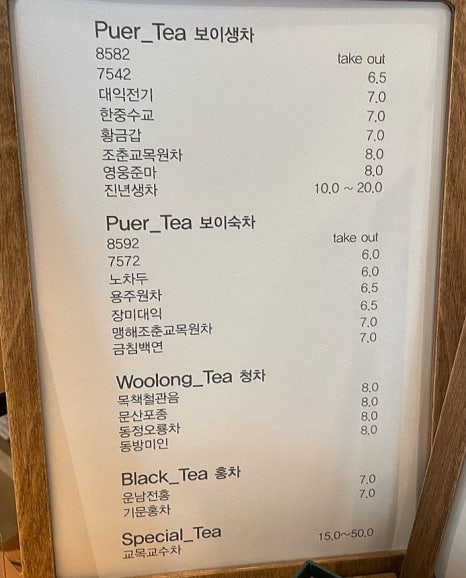 Puer_Tea 보이생차
8582 take out
7542 6.5
대익전기 7.0
한중수교 7.0
황금갑 7.0
조춘교목원차 8.0
영웅준마 8.0
진년생차 10.0 ~ 20.0
Puer_Tea 보이숙차
8592 take out
7572 6.0
노차두 6.0
용주원차 6.5
장미대익 6.5
맹해조춘교목원차 7.0
금침백연 7.0
Woolong_Tea 청차
목책철관음 8.0
문산포종 8.0
동정오룡차 8.0
동방미인 8.0
Black_Tea 홍차
운남전홍 7.0
기문홍차 7.0
Special_Tea
교목교수차 15.0~50.0